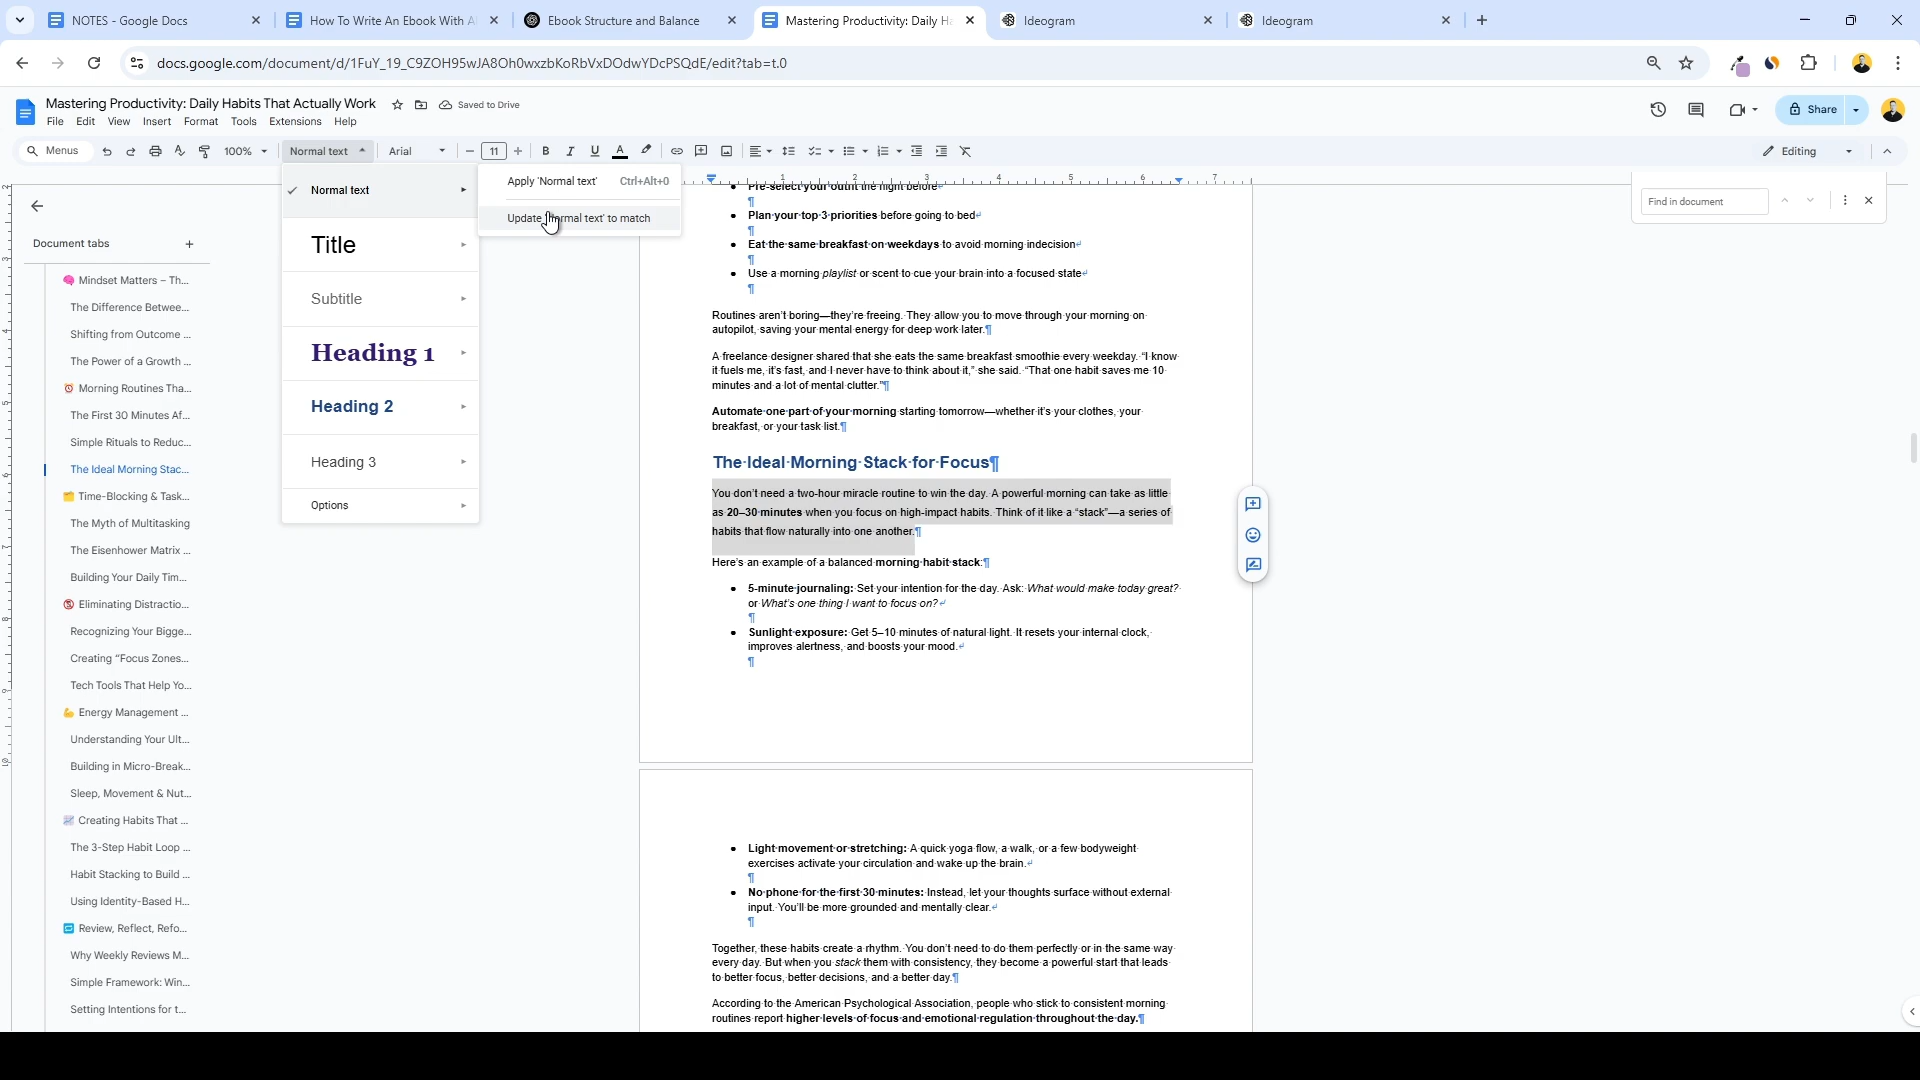 NOTES - Google Docs
How To Write An Ebook With A
Ebook Structure and Balance
Mastering Productivity: Daily Ha
Ideogram
Ideogram
docs.google.com/document/d/1FuY_19_C9ZOH95wJA8Oh0wxzbKoRbVxDOdwYDcPSQdE/edit?tab=t.0
Mastering Productivity: Daily Habits That Actually Work
Saved to Drive
File Edit View Insert Format Tools Extensions Help
Share
Menus
100%
Normal text
Arial
11
B I U A
Editing
Normal text
Title
Subtitle
Heading 1
Heading 2
Heading 3
Options
Apply 'Normal text' Ctrl+Alt+0
Update 'Normal text' to match
Find in document
Document tabs
Mindset Matters – Th...
The Difference Betwee...
Shifting from Outcome ...
The Power of a Growth ...
Morning Routines Tha...
The First 30 Minutes Af...
Simple Rituals to Reduc...
The Ideal Morning Stac...
Time-Blocking & Task...
The Myth of Multitasking
The Eisenhower Matrix ...
Building Your Daily Tim...
Eliminating Distractio...
Recognizing Your Bigge...
Creating “Focus Zones...
Tech Tools That Help Yo...
Energy Management ...
Understanding Your Ult...
Building in Micro-Break...
Sleep, Movement & Nut...
Creating Habits That ...
The 3-Step Habit Loop ...
Habit Stacking to Build ...
Using Identity-Based H...
Review, Reflect, Refo...
Why Weekly Reviews M...
Simple Framework: Win...
Setting Intentions for t...
1 2 3 4 5 6 7
Pre-select your outfit the night before
Plan your top 3 priorities before going to bed
Eat the same breakfast on weekdays to avoid morning indecision
Use a morning playlist or scent to cue your brain into a focused state
Routines aren’t boring—they’re freeing. They allow you to move through your morning on
autopilot, saving your mental energy for deep work later.¶
A freelance designer shared that she eats the same breakfast smoothie every weekday. “I know
it fuels me, it’s fast, and I never have to think about it,” she said. “That one habit saves me 10
minutes and a lot of mental clutter.”¶
Automate one part of your morning starting tomorrow—whether it’s your clothes, your
breakfast, or your task list.¶
The Ideal Morning Stack for Focus¶
You don’t need a two-hour miracle routine to win the day. A powerful morning can take as little
as 20–30 minutes when you focus on high-impact habits. Think of it like a “stack”—a series of
habits that flow naturally into one another.¶
Here’s an example of a balanced morning habit stack:¶
5-minute journaling: Set your intention for the day. Ask: What would make today great?
or What’s one thing I want to focus on?
Sunlight exposure: Get 5–10 minutes of natural light. It resets your internal clock,
improves alertness, and boosts your mood.
Light movement or stretching: A quick yoga flow, a walk, or a few bodyweight
exercises activate your circulation and wake up the brain.
No phone for the first 30 minutes: Instead, let your thoughts surface without external
input. You’ll be more grounded and mentally clear.
Together, these habits create a rhythm. You don’t need to do them perfectly or in the same way
every day. But when you stack them with consistency, they become a powerful start that leads
to better focus, better decisions, and a better day.¶
According to the American Psychological Association, people who stick to consistent morning
routines report higher levels of focus and emotional regulation throughout the day.¶